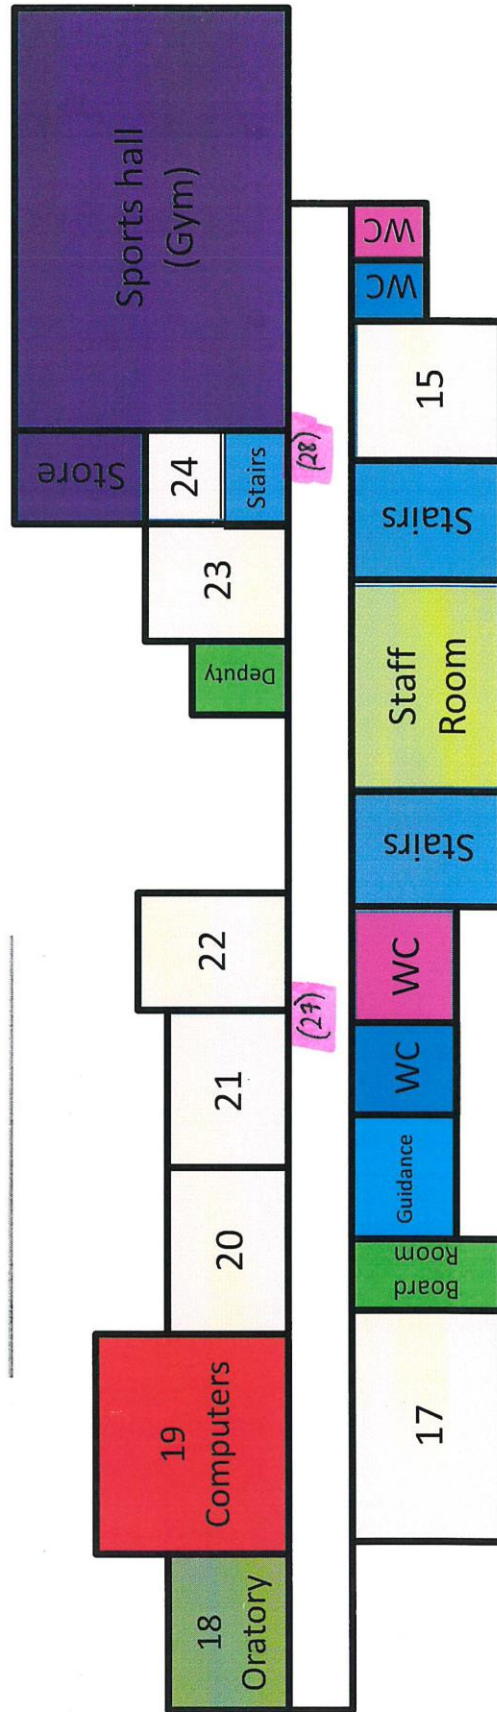 18
Oratory
19
Computers
20
21
22
Deputy
23
24
Stairs
Store
Sports hall
(Gym)
(27)
(28)
17
Board
Room
Guidance
WC
WC
Stairs
Staff
Room
Stairs
15
WC
WC